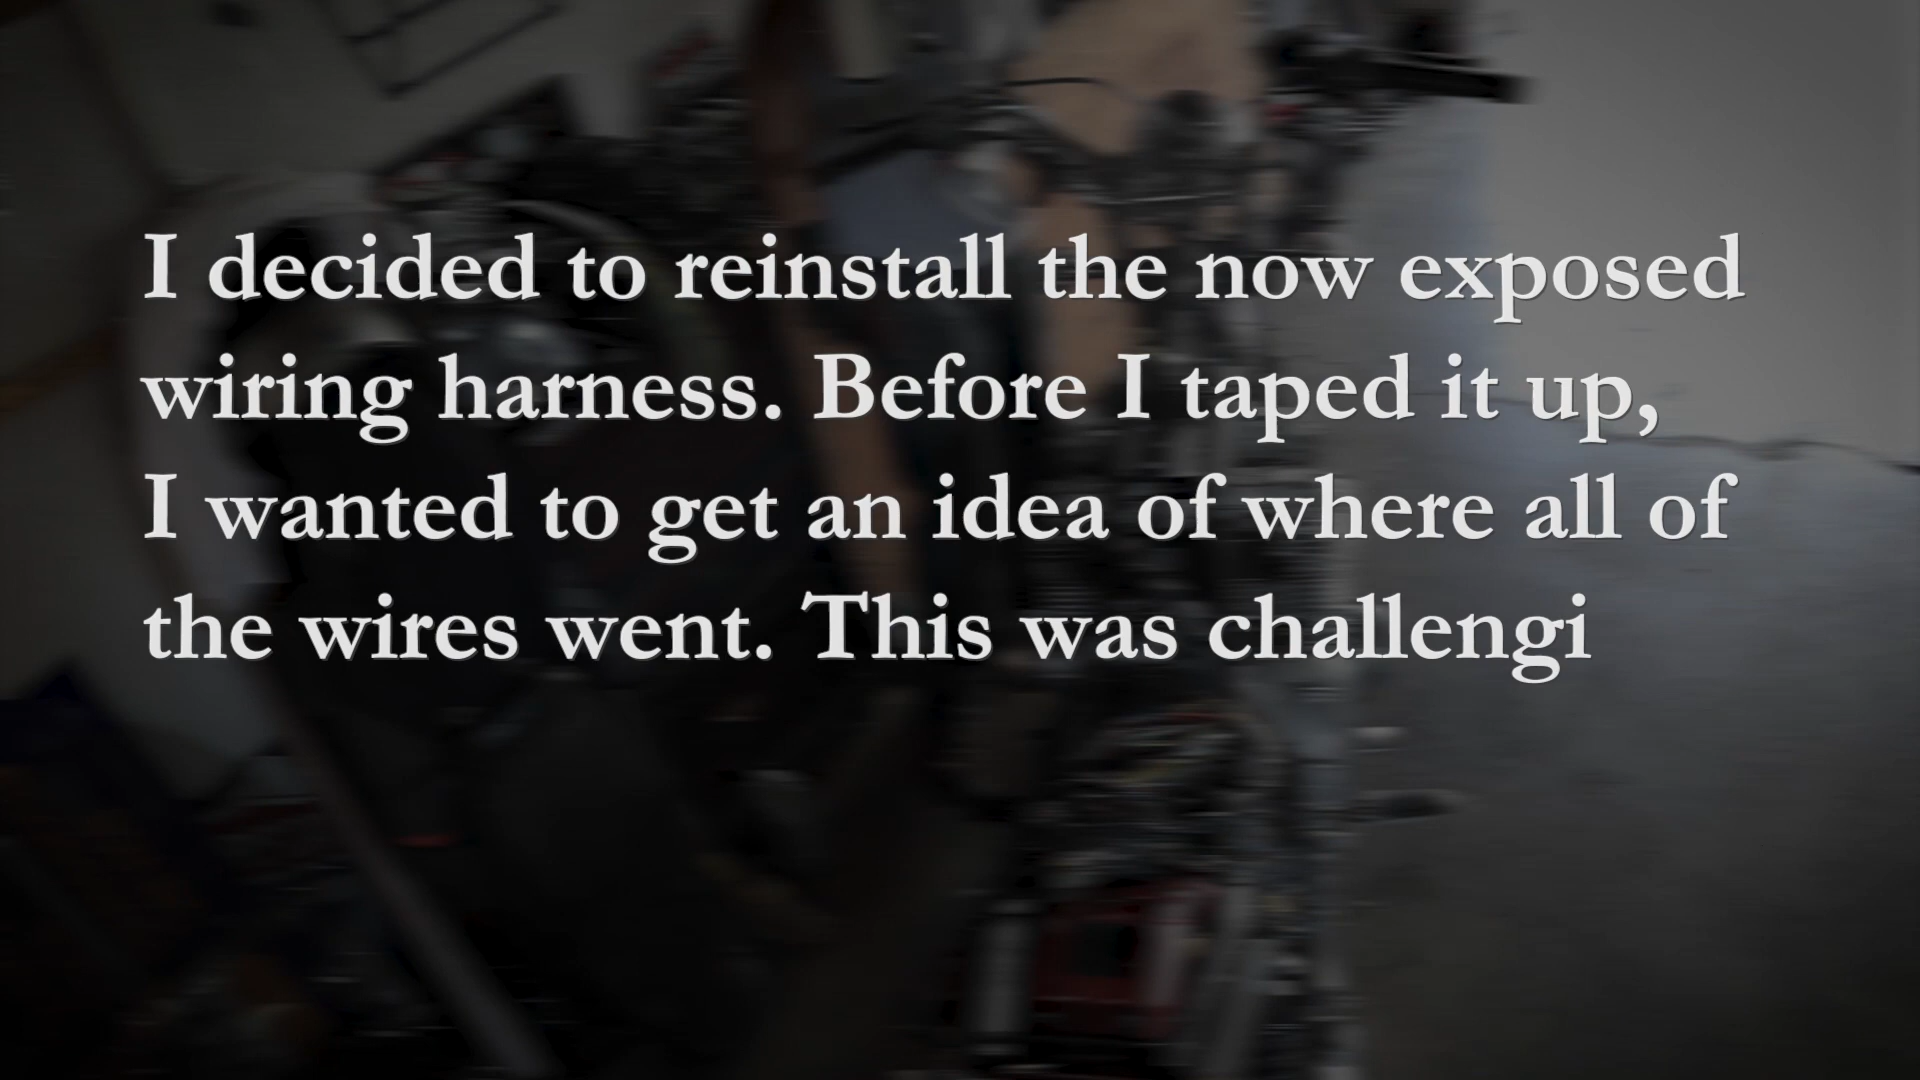 I decided to reinstall the now exposed
wiring harness. Before I taped it up,
I wanted to get an idea of where all of
the wires went. This was challengi